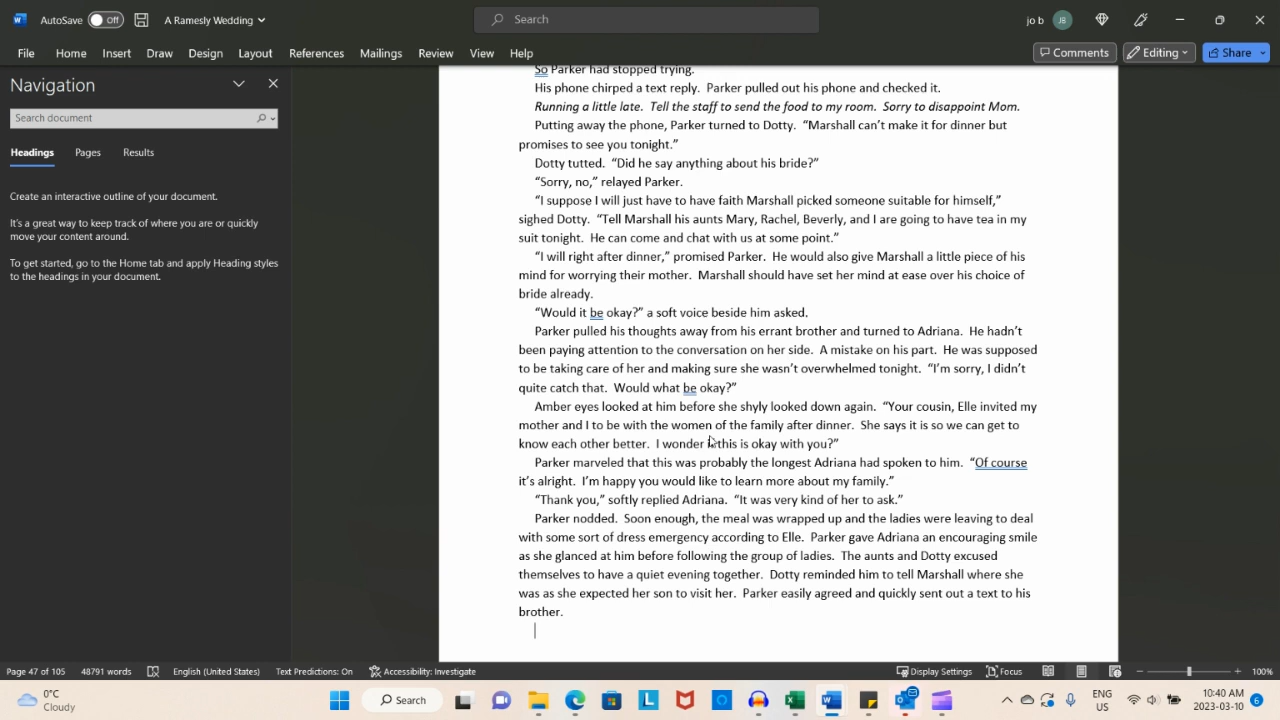 AutoSave Off A Ramesly Wedding Search jo b JB
File Home Insert Draw Design Layout References Mailings Review View Help Comments Editing Share
Navigation
Search document
Headings Pages Results
Create an interactive outline of your document.
It's a great way to keep track of where you are or quickly
move your content around.
To get started, go to the Home tab and apply Heading styles
to the headings in your document.
So Parker had stopped trying.
His phone chirped a text reply. Parker pulled out his phone and checked it.
Running a little late. Tell the staff to send the food to my room. Sorry to disappoint Mom.
Putting away the phone, Parker turned to Dotty. “Marshall can’t make it for dinner but
promises to see you tonight.”
Dotty tutted. “Did he say anything about his bride?”
“Sorry, no,” relayed Parker.
“I suppose I will just have to have faith Marshall picked someone suitable for himself,”
sighed Dotty. “Tell Marshall his aunts Mary, Rachel, Beverly, and I are going to have tea in my
suit tonight. He can come and chat with us at some point.”
“I will right after dinner,” promised Parker. He would also give Marshall a little piece of his
mind for worrying their mother. Marshall should have set her mind at ease over his choice of
bride already.
“Would it be okay?” a soft voice beside him asked.
Parker pulled his thoughts away from his errant brother and turned to Adriana. He hadn’t
been paying attention to the conversation on her side. A mistake on his part. He was supposed
to be taking care of her and making sure she wasn’t overwhelmed tonight. “I’m sorry, I didn’t
quite catch that. Would what be okay?”
Amber eyes looked at him before she shyly looked down again. “Your cousin, Elle invited my
mother and I to be with the women of the family after dinner. She says it is so we can get to
know each other better. I wonder if this is okay with you?”
Parker marveled that this was probably the longest Adriana had spoken to him. “Of course
it’s alright. I’m happy you would like to learn more about my family.”
“Thank you,” softly replied Adriana. “It was very kind of her to ask.”
Parker nodded. Soon enough, the meal was wrapped up and the ladies were leaving to deal
with some sort of dress emergency according to Elle. Parker gave Adriana an encouraging smile
as she glanced at him before following the group of ladies. The aunts and Dotty excused
themselves to have a quiet evening together. Dotty reminded him to tell Marshall where she
was as she expected her son to visit her. Parker easily agreed and quickly sent out a text to his
brother.
Page 47 of 105 48791 words English (United States) Text Predictions: On Accessibility: Investigate Display Settings Focus 100%
0°C
Cloudy
Search
ENG
US
10:40 AM
2023-03-10
6